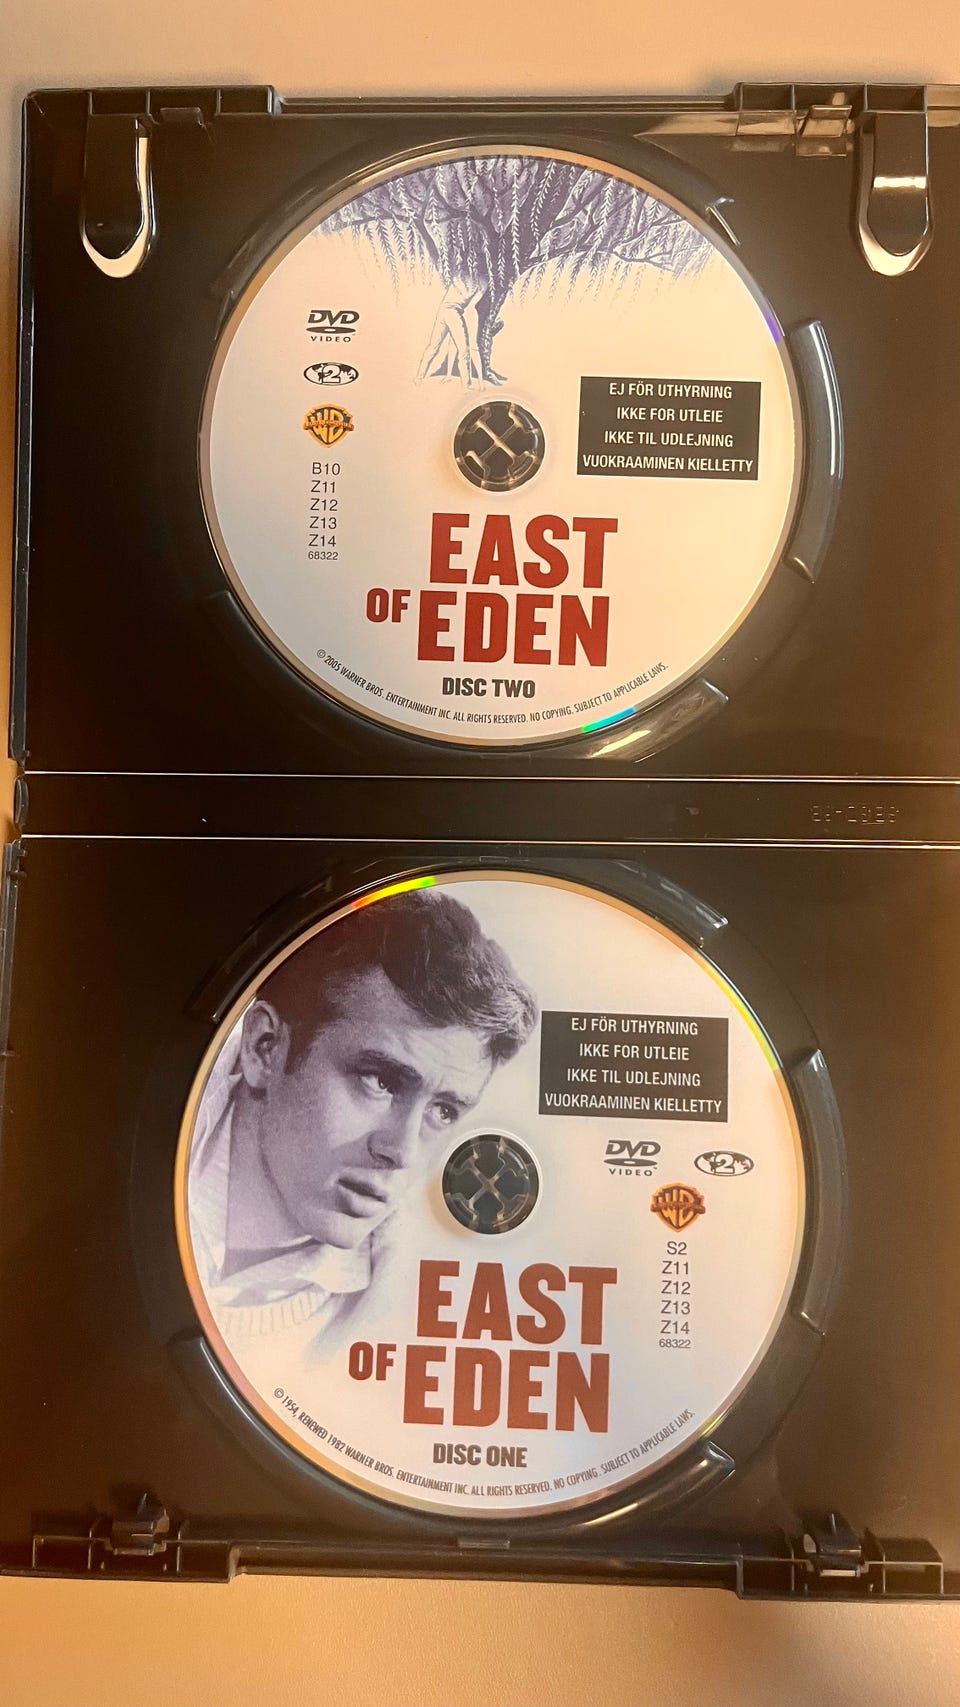 DVD
VIDEO
2
WB
B10
Z11
Z12
Z13
Z14
68322
EJ FÖR UTHYRNING
IKKE FOR UTLEIE
IKKE TIL UDLEJNING
VUOKRAAMINEN KIELLETTY
EAST
OF EDEN
DISC TWO
© 2005 WARNER BROS. ENTERTAINMENT INC. ALL RIGHTS RESERVED. NO COPYING. SUBJECT TO APPLICABLE LAWS.
EJ FÖR UTHYRNING
IKKE FOR UTLEIE
IKKE TIL UDLEJNING
VUOKRAAMINEN KIELLETTY
DVD
VIDEO
2
WB
S2
Z11
Z12
Z13
Z14
68322
EAST
OF EDEN
DISC ONE
© 1954, RENEWED 1982 WARNER BROS. ENTERTAINMENT INC. ALL RIGHTS RESERVED. NO COPYING. SUBJECT TO APPLICABLE LAWS.